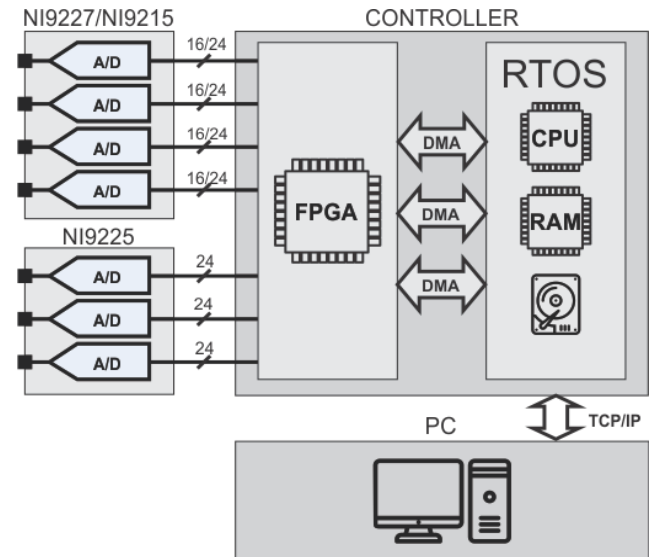 NI9227/NI9215
CONTROLLER
A/D
16/24
A/D
16/24
A/D
16/24
A/D
16/24
NI9225
A/D
24
A/D
24
A/D
24
FPGA
DMA
DMA
DMA
RTOS
CPU
RAM
TCP/IP
PC